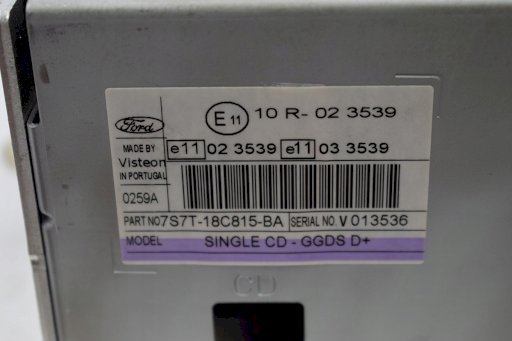 Ford
E 11 10 R- 02 3539
MADE BY
Visteon
IN PORTUGAL
e11 02 3539 e11 03 3539
0259A
PART NO 7S7T-18C815-BA SERIAL NO. V 013536
MODEL SINGLE CD - GGDS D+
CD